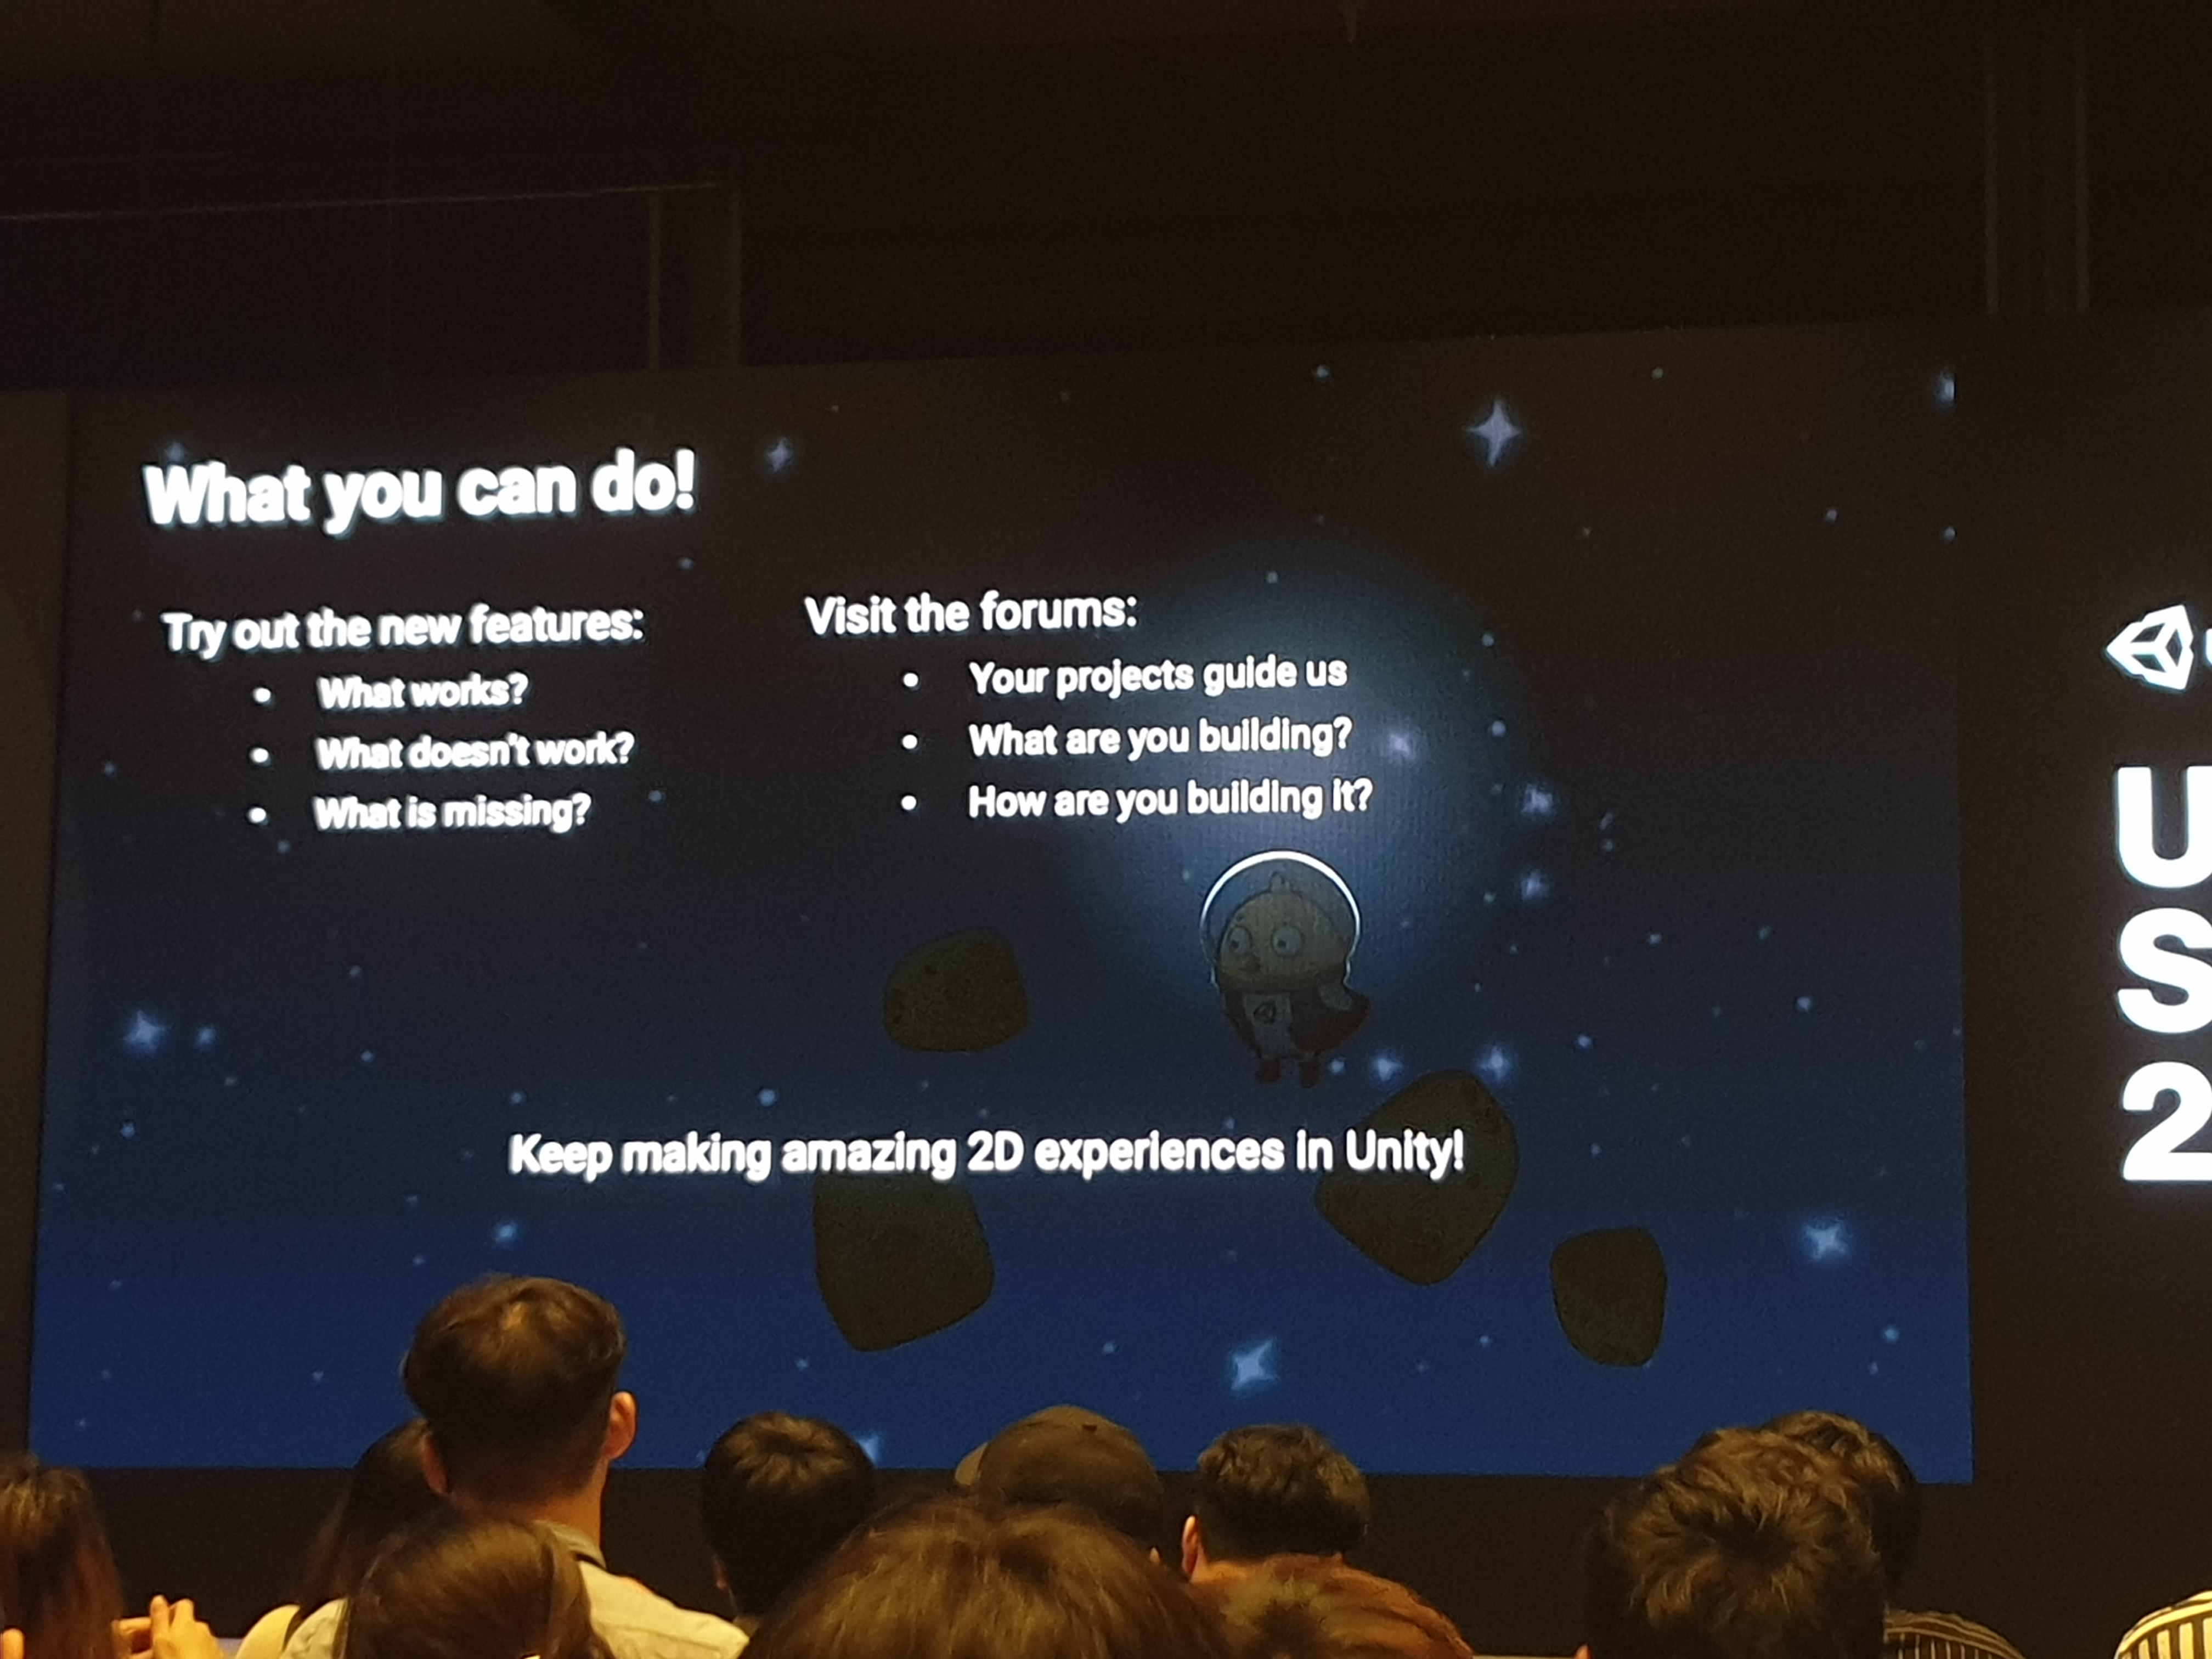 What you can do!
Try out the new features:
• What works?
• What doesn't work?
• What is missing?
Visit the forums:
• Your projects guide us
• What are you building?
• How are you building it?
Keep making amazing 2D experiences in Unity!
U
S
2